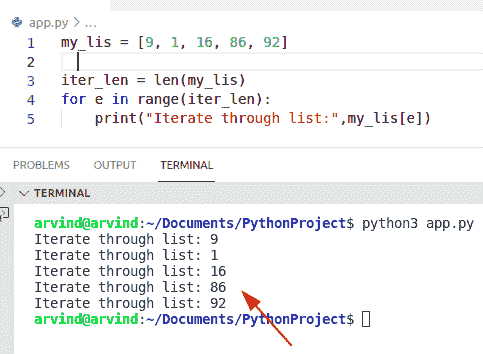 app.py > ...
1 my_lis = [9, 1, 16, 86, 92]
2
3 iter_len = len(my_lis)
4 for e in range(iter_len):
5 print("Iterate through list:",my_lis[e])
PROBLEMS OUTPUT TERMINAL
TERMINAL
arvind@arvind:~/Documents/PythonProject$ python3 app.py
Iterate through list: 9
Iterate through list: 1
Iterate through list: 16
Iterate through list: 86
Iterate through list: 92
arvind@arvind:~/Documents/PythonProject$